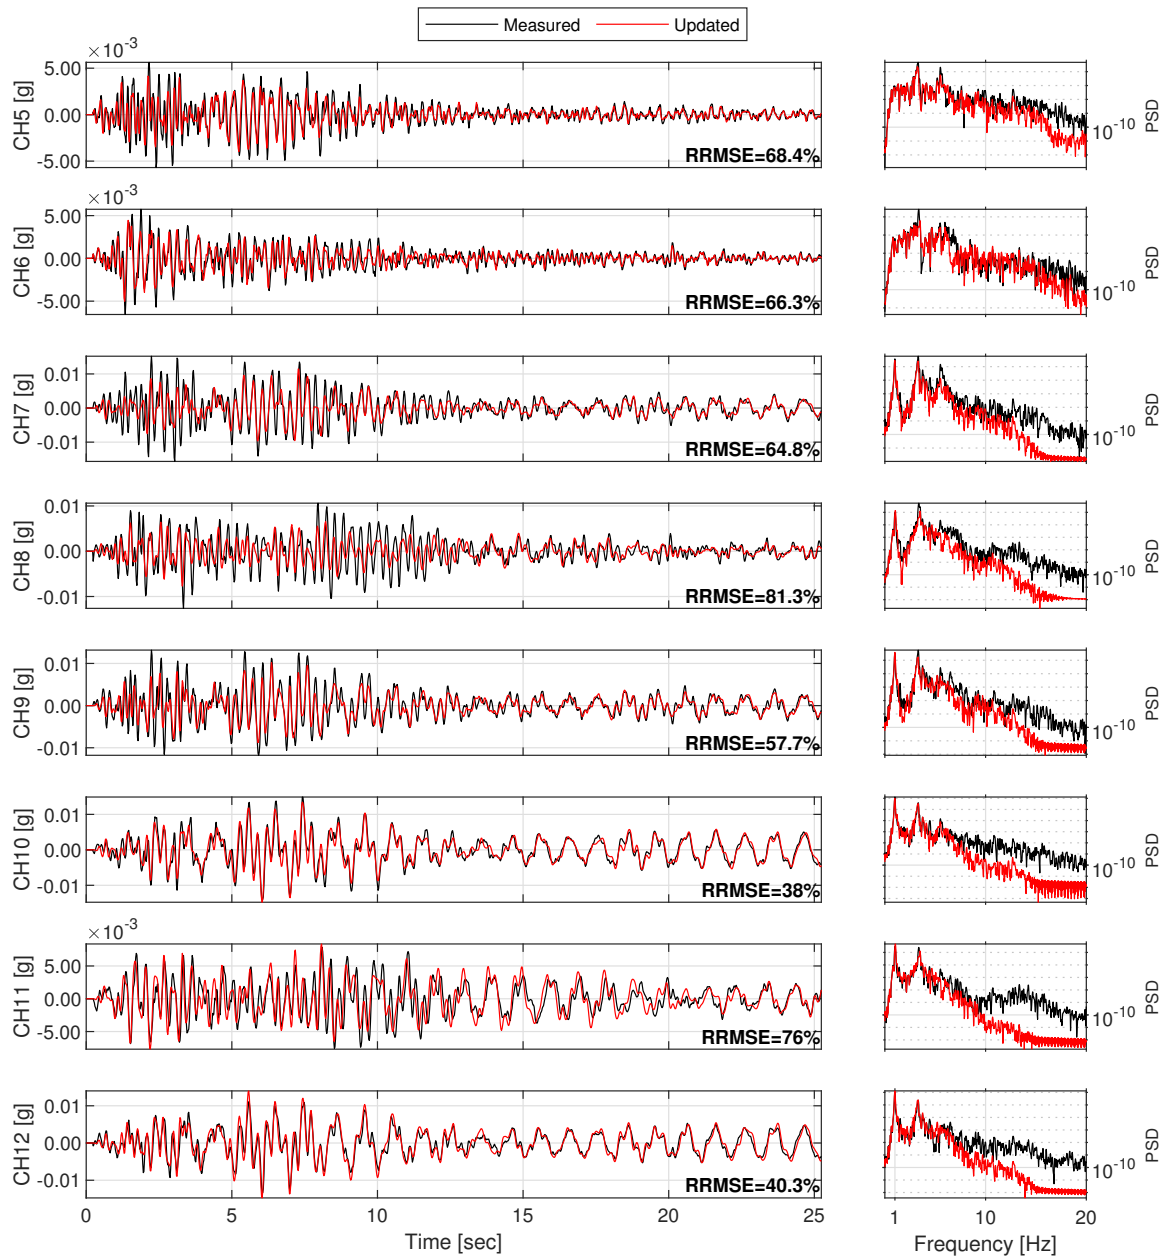 Measured Updated
×10⁻³
5.00
0.00
-5.00
CH5 [g]
RRMSE=68.4%
10⁻¹⁰
PSD
×10⁻³
5.00
0.00
-5.00
CH6 [g]
RRMSE=66.3%
10⁻¹⁰
PSD
0.01
0.00
-0.01
CH7 [g]
RRMSE=64.8%
10⁻¹⁰
PSD
0.01
0.00
-0.01
CH8 [g]
RRMSE=81.3%
10⁻¹⁰
PSD
0.01
0.00
-0.01
CH9 [g]
RRMSE=57.7%
10⁻¹⁰
PSD
0.01
0.00
-0.01
CH10 [g]
RRMSE=38%
10⁻¹⁰
PSD
×10⁻³
5.00
0.00
-5.00
CH11 [g]
RRMSE=76%
10⁻¹⁰
PSD
0.01
0.00
-0.01
CH12 [g]
RRMSE=40.3%
10⁻¹⁰
PSD
0 5 10 15 20 25
Time [sec]
1 10 20
Frequency [Hz]